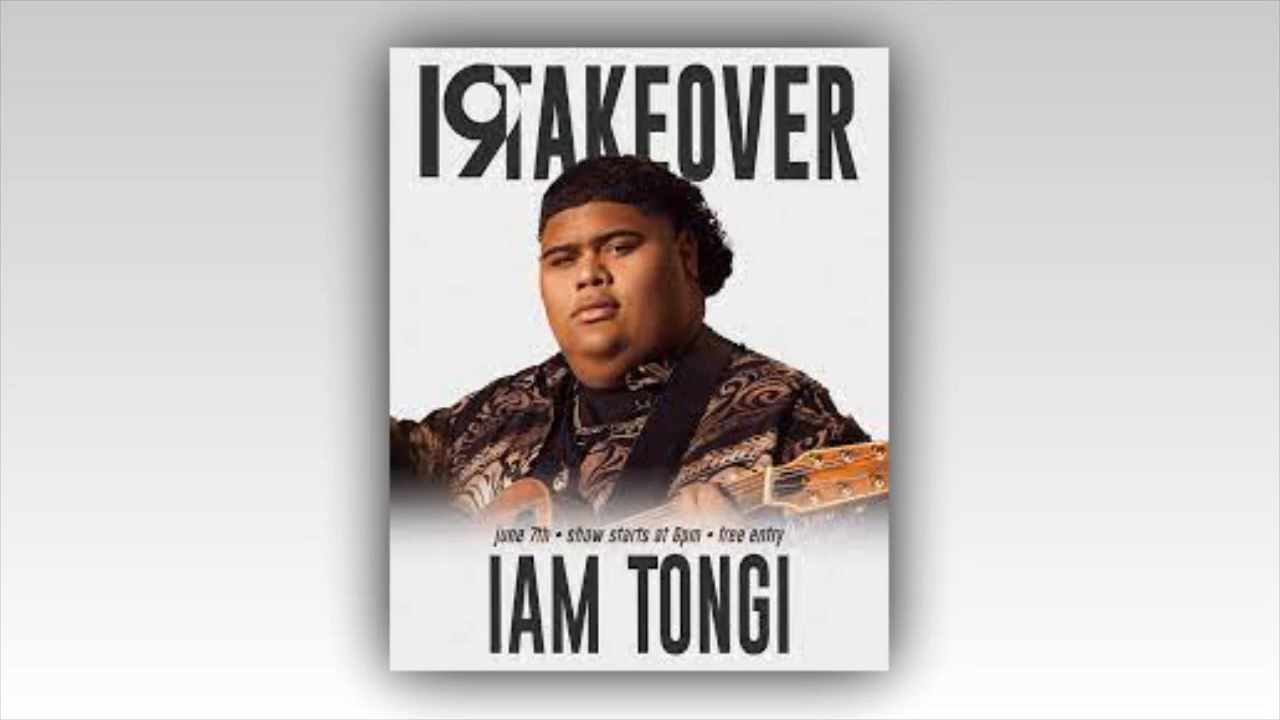 19TAKEOVER
june 7th • show starts at 6pm • free entry
IAM TONGI